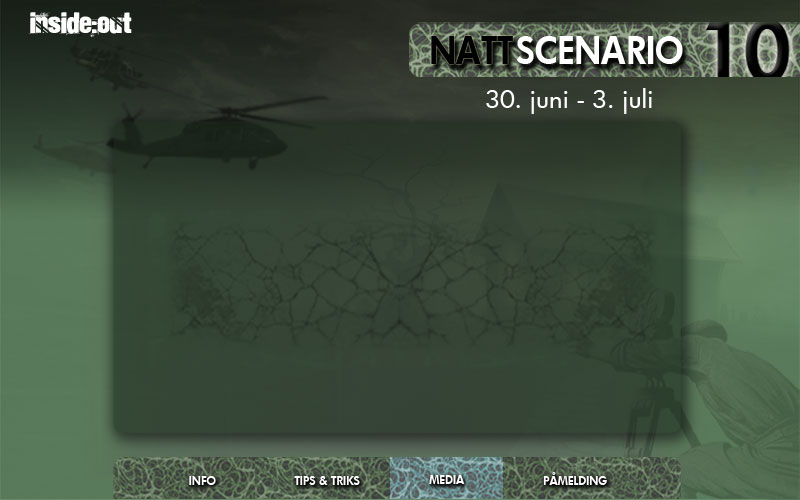 inside:out
NATTSCENARIO 10
30. juni - 3. juli
INFO
TIPS & TRIKS
MEDIA
PÅMELDING